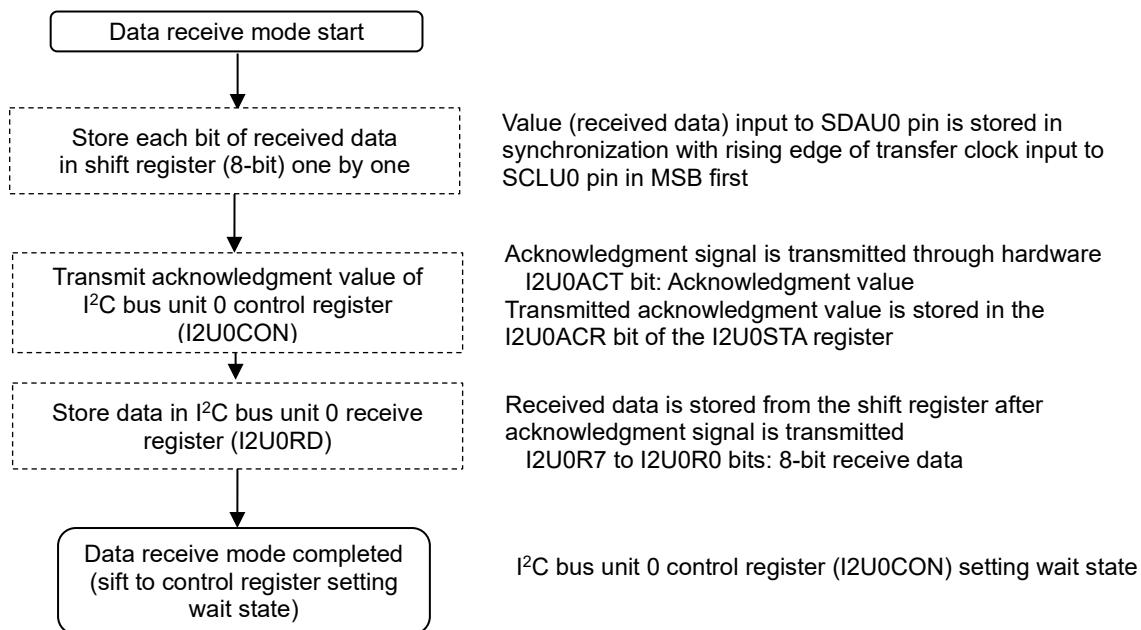 Data receive mode start
Store each bit of received data
in shift register (8-bit) one by one
Value (received data) input to SDAU0 pin is stored in
synchronization with rising edge of transfer clock input to
SCLU0 pin in MSB first
Transmit acknowledgment value of
I²C bus unit 0 control register
(I2U0CON)
Acknowledgment signal is transmitted through hardware
I2U0ACT bit: Acknowledgment value
Transmitted acknowledgment value is stored in the
I2U0ACR bit of the I2U0STA register
Store data in I²C bus unit 0 receive
register (I2U0RD)
Received data is stored from the shift register after
acknowledgment signal is transmitted
I2U0R7 to I2U0R0 bits: 8-bit receive data
Data receive mode completed
(sift to control register setting
wait state)
I²C bus unit 0 control register (I2U0CON) setting wait state